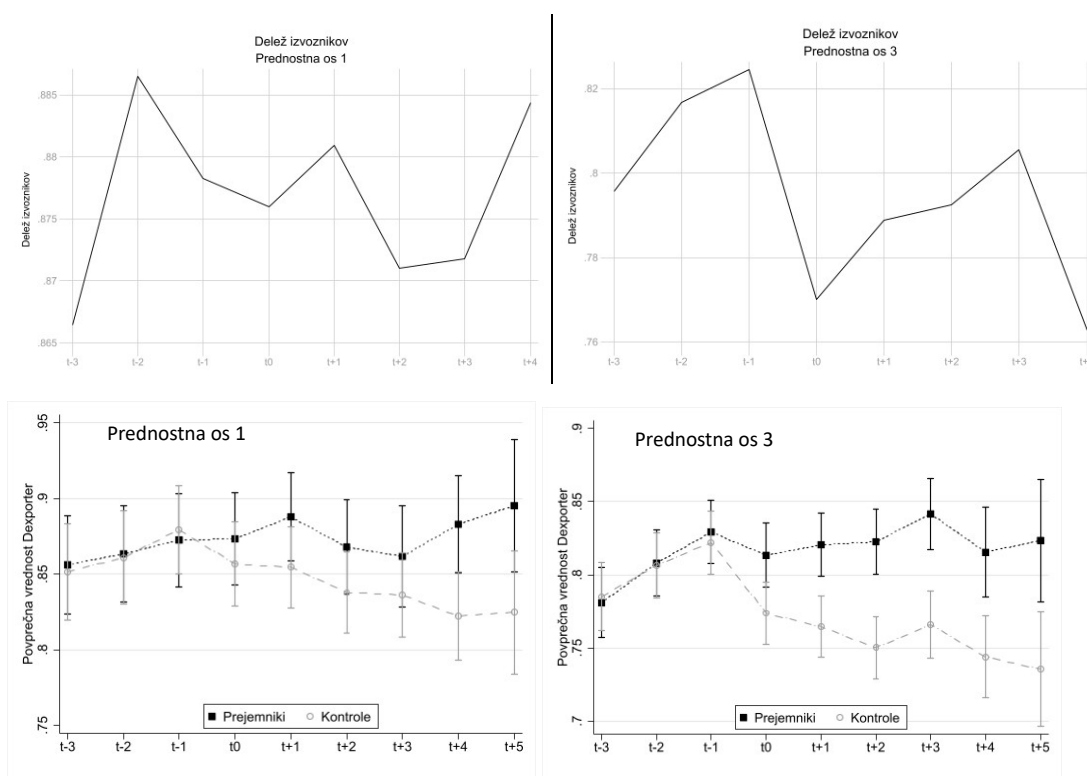 Delež izvoznikov
Prednostna os 1
Delež izvoznikov
.885
.88
.875
.87
.865
t-3 t-2 t-1 t0 t+1 t+2 t+3 t+4
Delež izvoznikov
Prednostna os 3
Delež izvoznikov
.82
.8
.78
.76
t-3 t-2 t-1 t0 t+1 t+2 t+3 t+
Prednostna os 1
Povprečna vrednost Dexporter
.95
.9
.85
.8
.75
Prejemniki Kontrole
t-3 t-2 t-1 t0 t+1 t+2 t+3 t+4 t+5
Prednostna os 3
Povprečna vrednost Dexporter
.9
.85
.8
.75
.7
Prejemniki Kontrole
t-3 t-2 t-1 t0 t+1 t+2 t+3 t+4 t+5